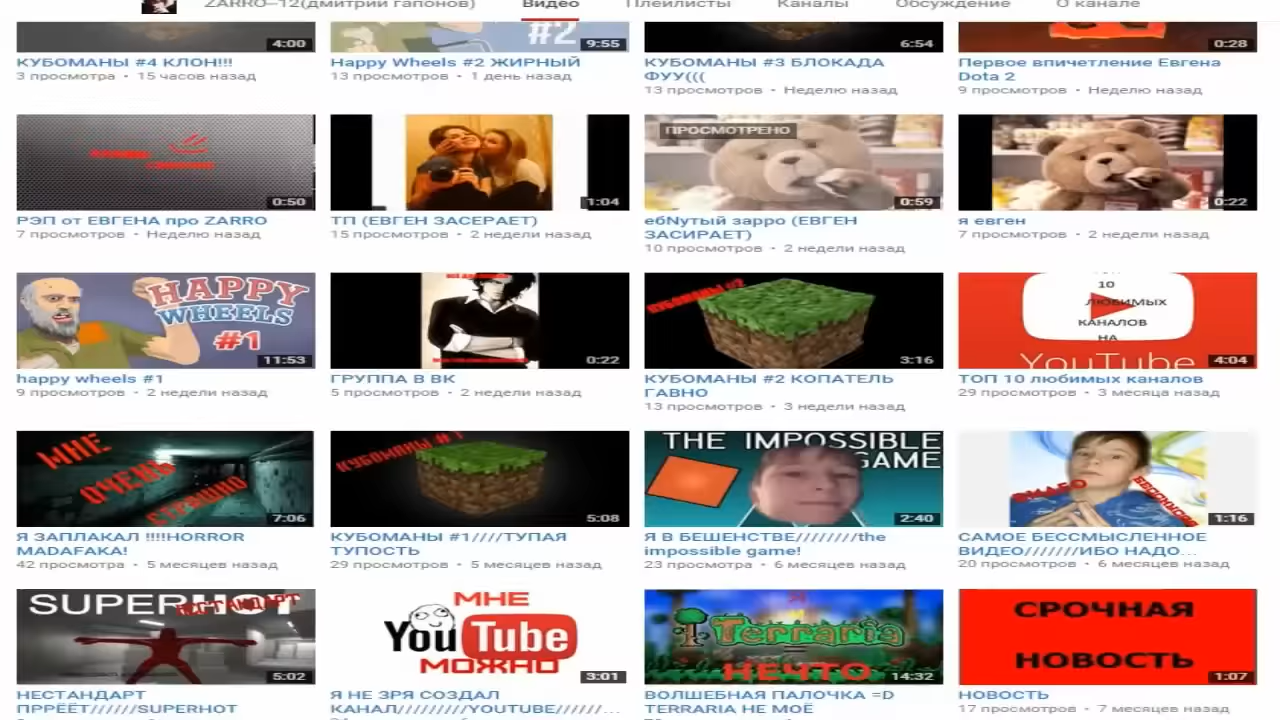 ZARRO-12(дмитрий гапонов) Видео Плейлисты Каналы Обсуждение О канале
4:00 #2 9:55 6:54 0:28
КУБОМАНЫ #4 КЛОН!!! Happy Wheels #2 ЖИРНЫЙ КУБОМАНЫ #3 БЛОКАДА Первое впечетление Евгена
3 просмотра • 15 часов назад 13 просмотров • 1 день назад ФУУ((( Dota 2
13 просмотров • Неделю назад 9 просмотров • Неделю назад
ПРОСМОТРЕНО
0:50 1:04 0:59 0:22
РЭП от ЕВГЕНА про ZARRO ТП (ЕВГЕН ЗАСЕРАЕТ) ебNутый зарро (ЕВГЕН я евген
7 просмотров • Неделю назад 15 просмотров • 2 недели назад ЗАСИРАЕТ) 7 просмотров • 2 недели назад
10 просмотров • 2 недели назад
HAPPY WHEELS #1 КУБОМАНЫ #2 10 ЛЮБИМЫХ КАНАЛОВ НА YouTube
11:53 0:22 3:16 4:04
happy wheels #1 ГРУППА В ВК КУБОМАНЫ #2 КОПАТЕЛЬ ТОП 10 любимых каналов
9 просмотров • 2 недели назад 5 просмотров • 2 недели назад ГАВНО 29 просмотров • 3 месяца назад
13 просмотров • 3 недели назад
МНЕ ОЧЕНЬ СТРАШНО КУБОМАНЫ #1 THE IMPOSSIBLE GAME ВИДЕО
7:06 5:08 2:40 1:16
Я ЗАПЛАКАЛ !!!!HORROR КУБОМАНЫ #1////ТУПАЯ Я В БЕШЕНСТВЕ////////the САМОЕ БЕССМЫСЛЕННОЕ
MADAFAKA! ТУПОСТЬ impossible game! ВИДЕО///////ИБО НАДО...
42 просмотра • 5 месяцев назад 29 просмотров • 5 месяцев назад 23 просмотра • 6 месяцев назад 20 просмотров • 6 месяцев назад
SUPERHOT НЕСТАНДАРТ МНЕ YouTube МОЖНО Terraria НЕЧТО СРОЧНАЯ НОВОСТЬ
5:02 3:01 14:32 1:07
НЕСТАНДАРТ Я НЕ ЗРЯ СОЗДАЛ ВОЛШЕБНАЯ ПАЛОЧКА =D НОВОСТЬ
ПРРЁЁТ//////SUPERHOT КАНАЛ/////////YOUTUBE//////... TERRARIA НЕ МОЁ 17 просмотров • 7 месяцев назад